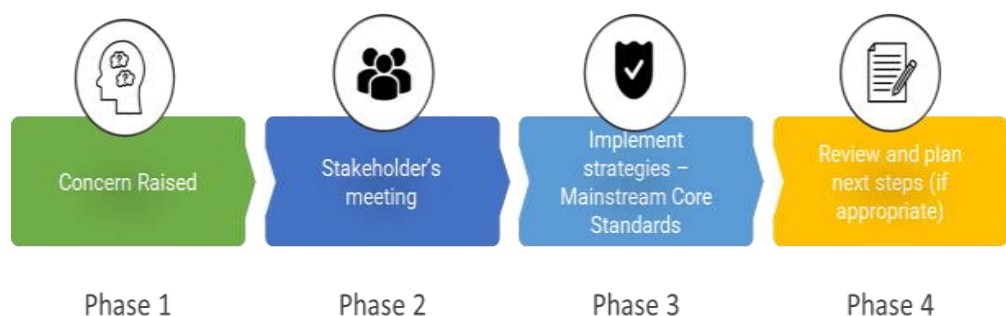 Concern Raised
Stakeholder's
meeting
Implement
strategies –
Mainstream Core
Standards
Review and plan
next steps (if
appropriate)
Phase 1
Phase 2
Phase 3
Phase 4